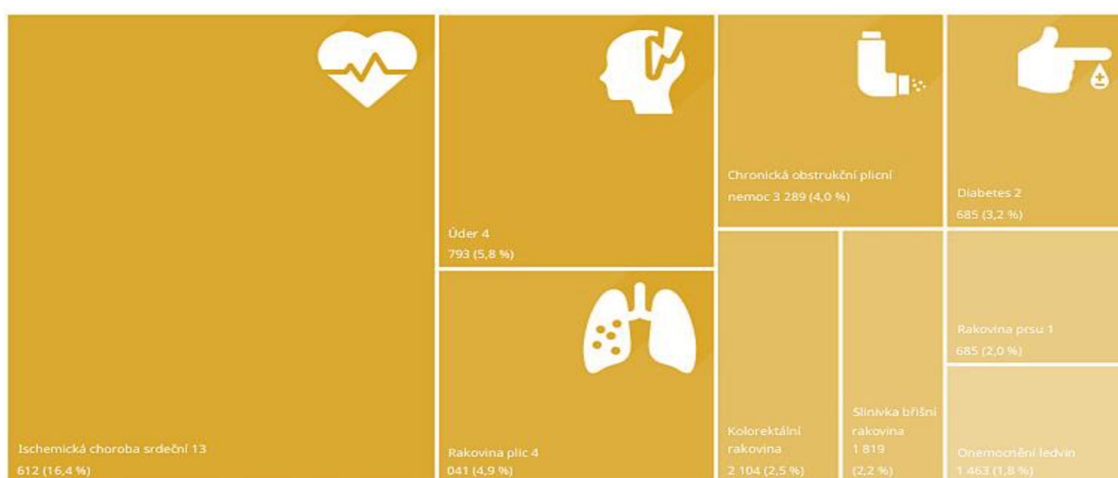 Ischemická choroba srdeční 13
612 (16,4 %)
Úder 4
793 (5,8 %)
Rakovina plic 4
041 (4,9 %)
Chronická obstrukční plicní
nemoc 3 289 (4,0 %)
Diabetes 2
685 (3,2 %)
Kolorektální
rakovina
2 104 (2,5 %)
Slinivka břišní
rakovina
1 819
(2,2 %)
Rakovina prsu 1
685 (2,0 %)
Onemocnění ledvin
1 463 (1,8 %)